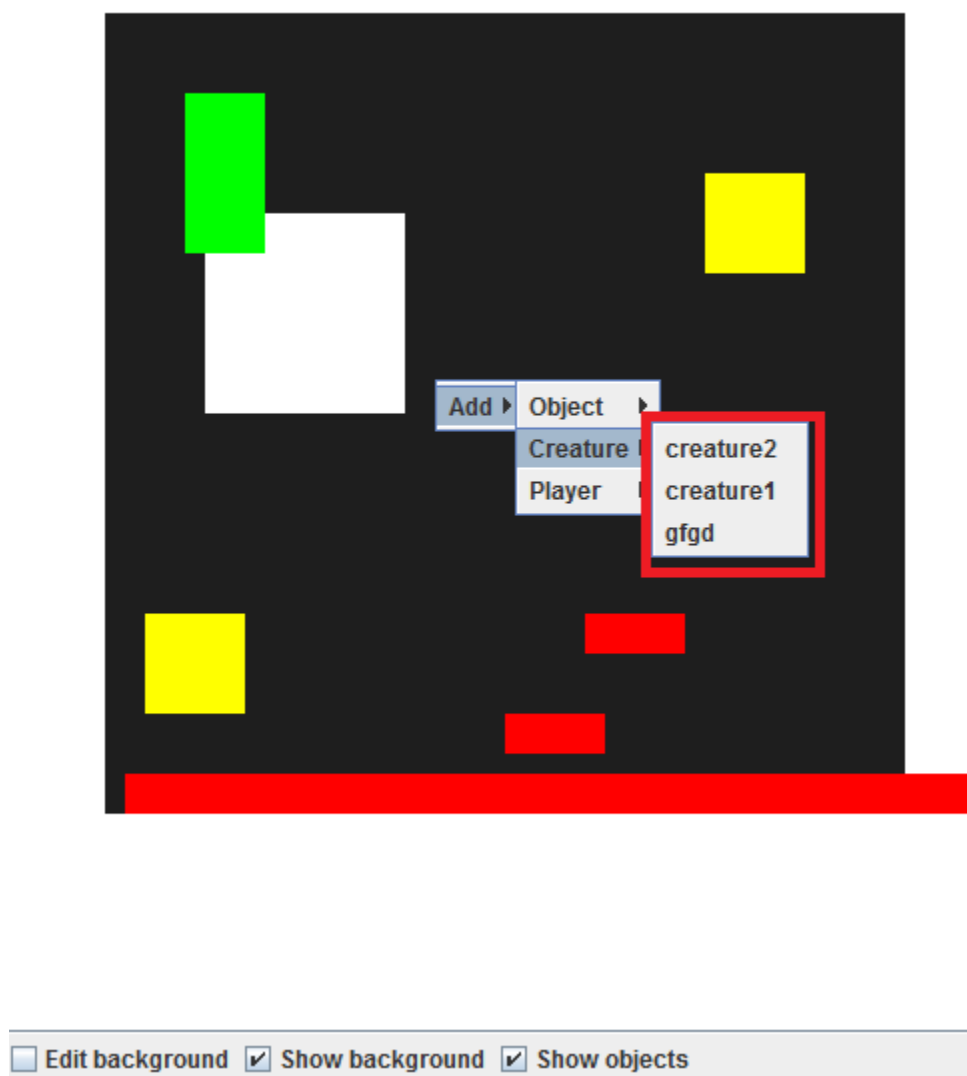 Add
Object
Creature
Player
creature2
creature1
gfgd
Edit background
Show background
Show objects